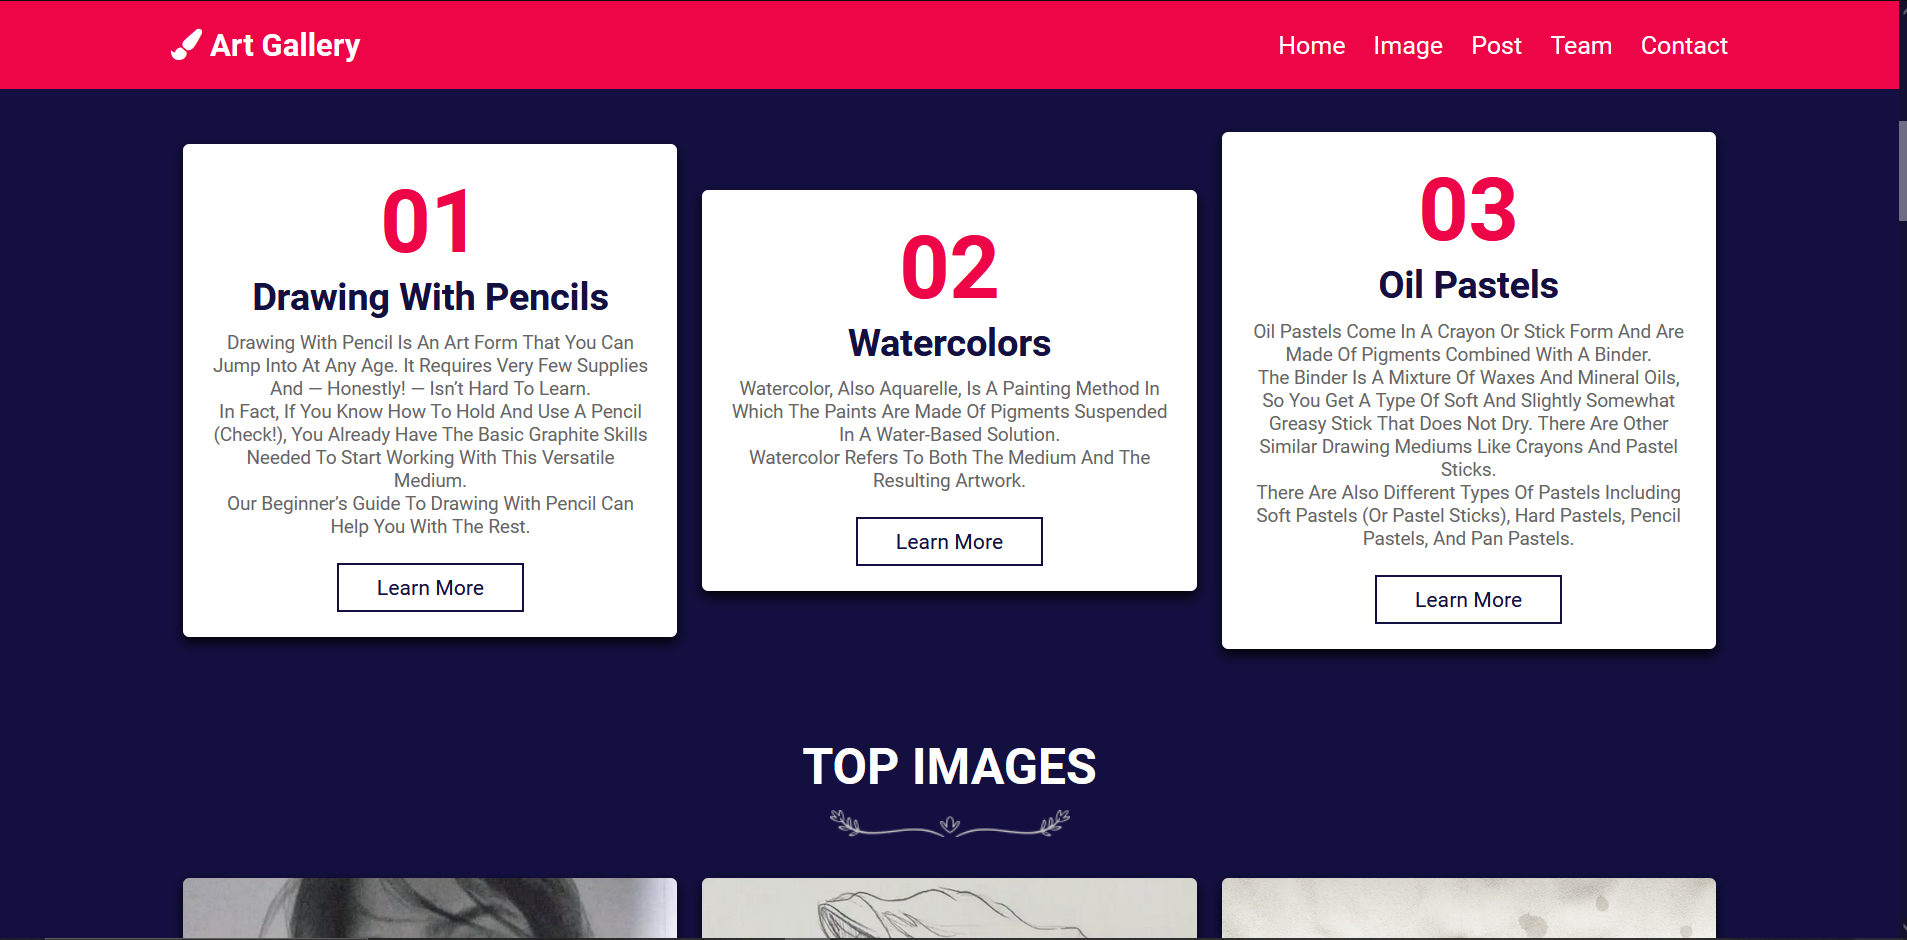 Art Gallery
Home Image Post Team Contact
01
Drawing With Pencils
Drawing With Pencil Is An Art Form That You Can
Jump Into At Any Age. It Requires Very Few Supplies
And — Honestly! — Isn’t Hard To Learn.
In Fact, If You Know How To Hold And Use A Pencil
(Check!), You Already Have The Basic Graphite Skills
Needed To Start Working With This Versatile
Medium.
Our Beginner’s Guide To Drawing With Pencil Can
Help You With The Rest.
Learn More
02
Watercolors
Watercolor, Also Aquarelle, Is A Painting Method In
Which The Paints Are Made Of Pigments Suspended
In A Water-Based Solution.
Watercolor Refers To Both The Medium And The
Resulting Artwork.
Learn More
03
Oil Pastels
Oil Pastels Come In A Crayon Or Stick Form And Are
Made Of Pigments Combined With A Binder.
The Binder Is A Mixture Of Waxes And Mineral Oils,
So You Get A Type Of Soft And Slightly Somewhat
Greasy Stick That Does Not Dry. There Are Other
Similar Drawing Mediums Like Crayons And Pastel
Sticks.
There Are Also Different Types Of Pastels Including
Soft Pastels (Or Pastel Sticks), Hard Pastels, Pencil
Pastels, And Pan Pastels.
Learn More
TOP IMAGES